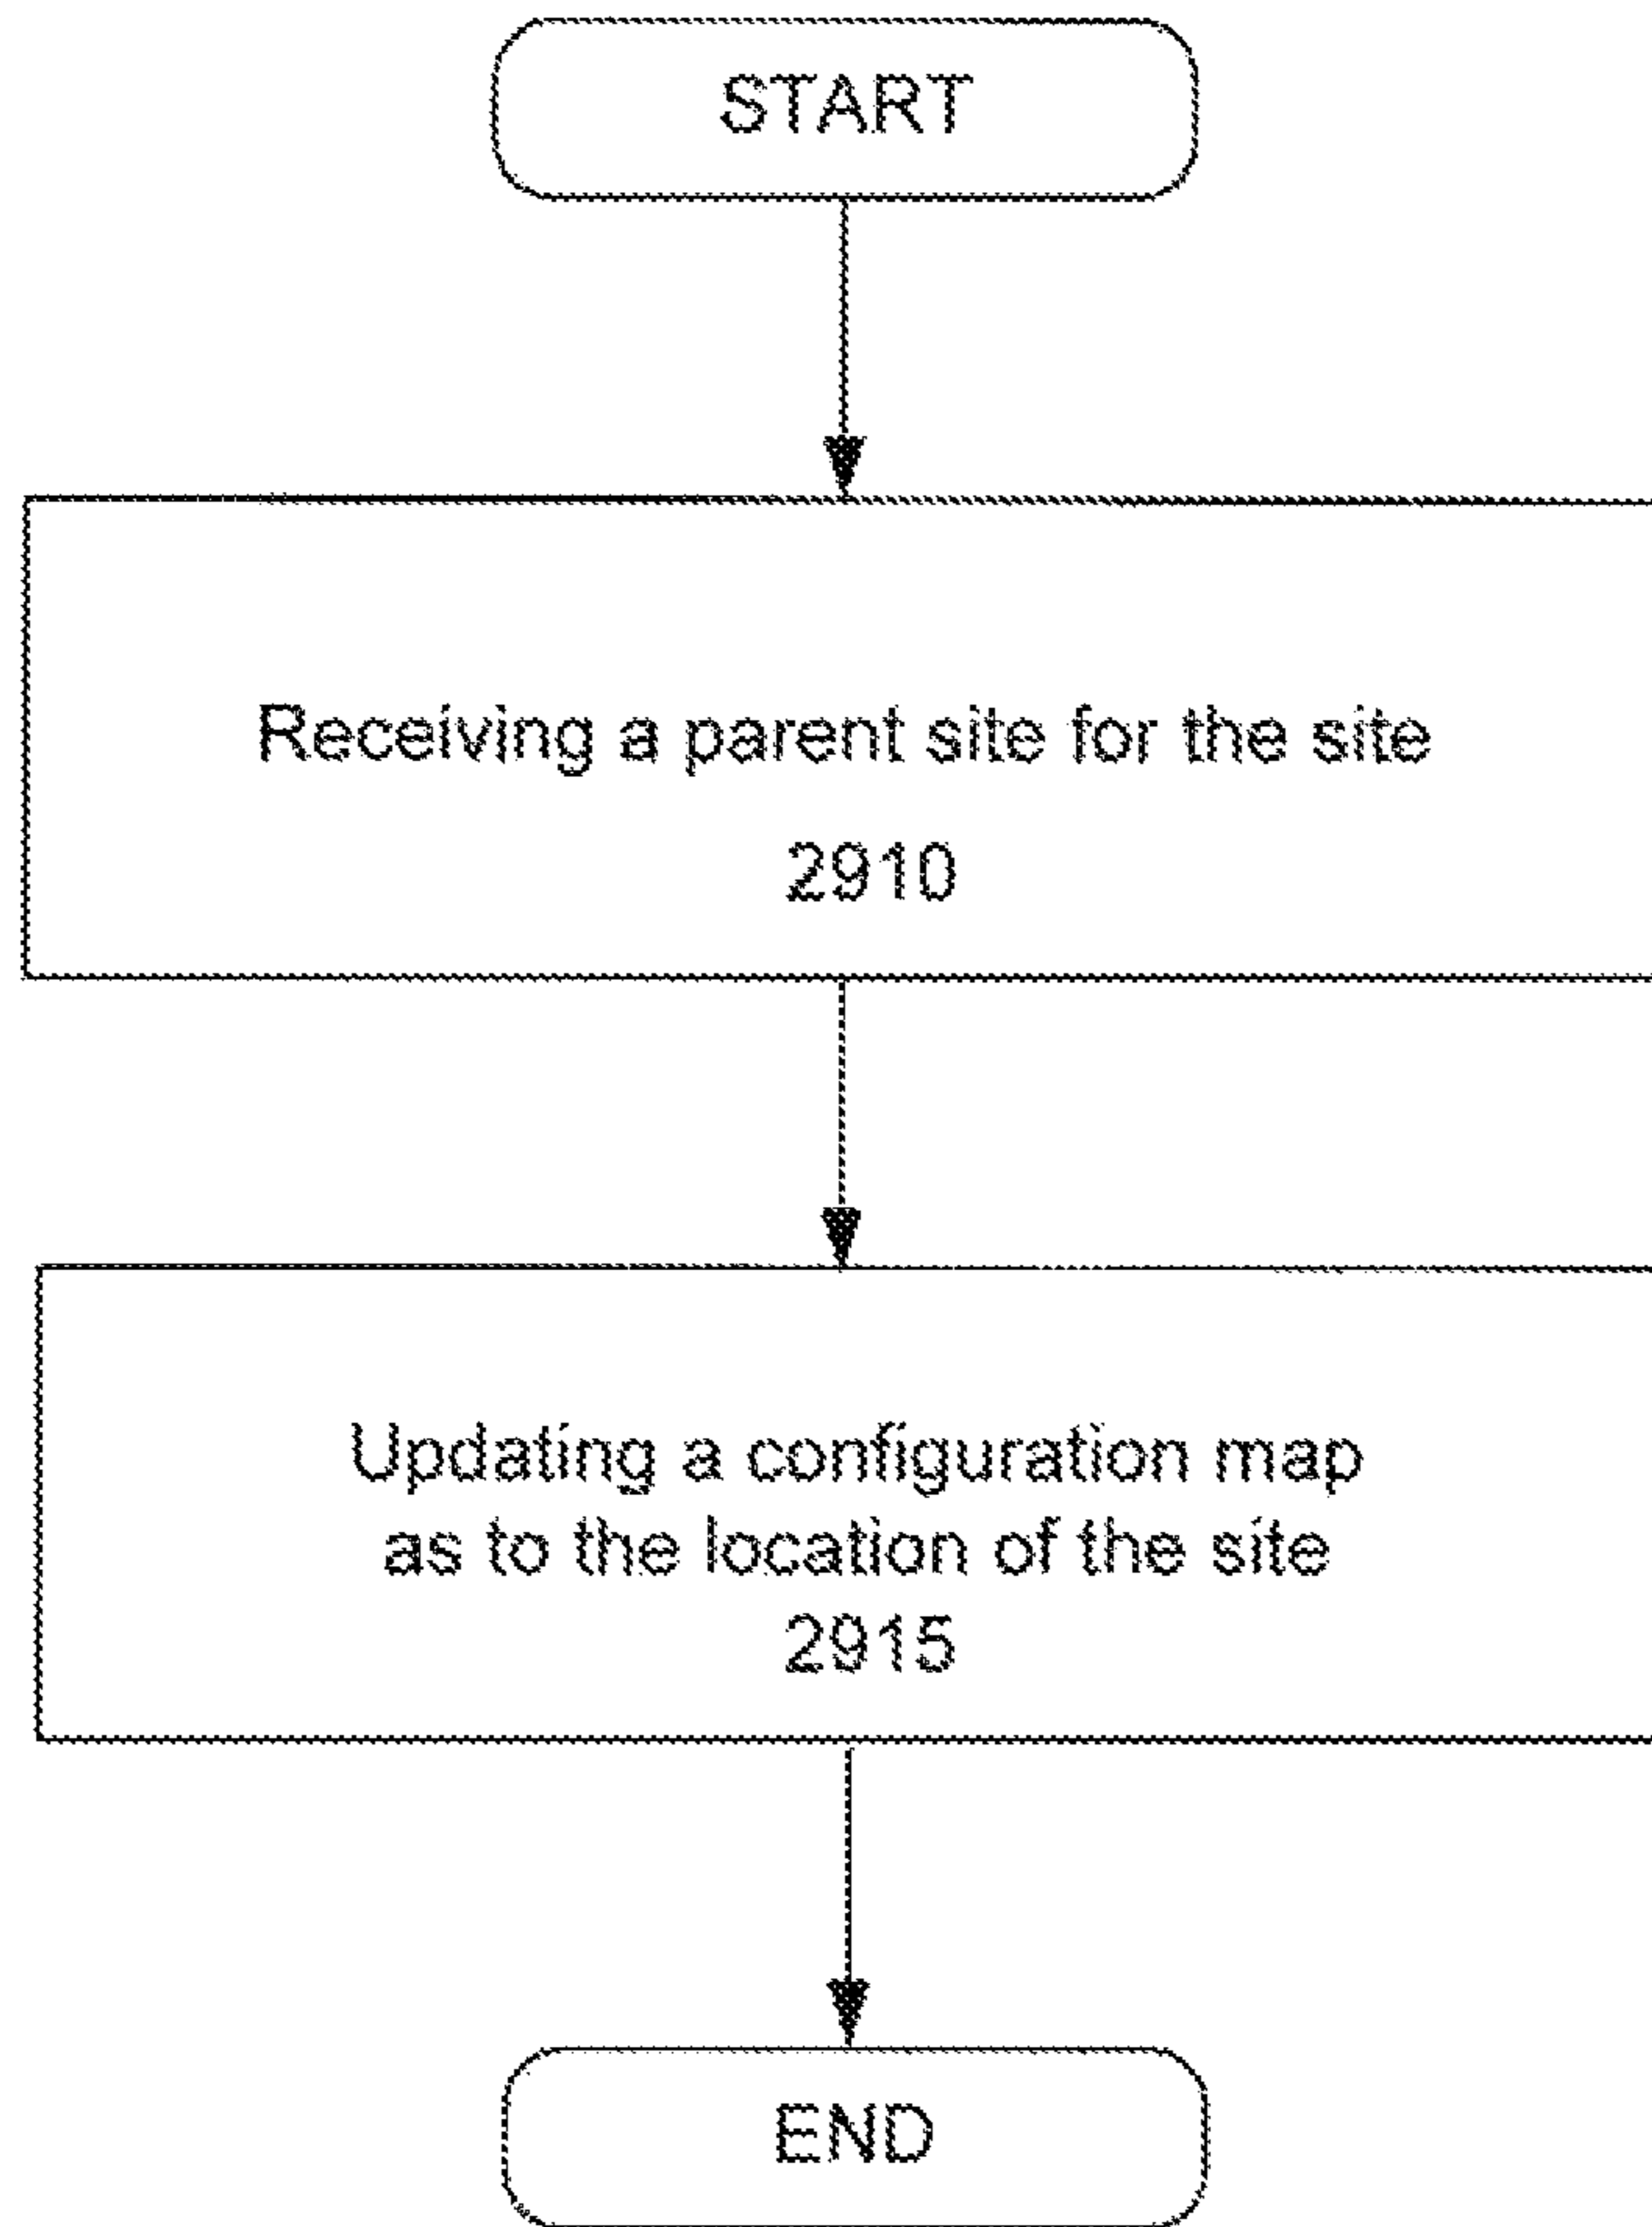 START
Receiving a parent site for the site
2910
Updating a configuration map
as to the location of the site
2915
END